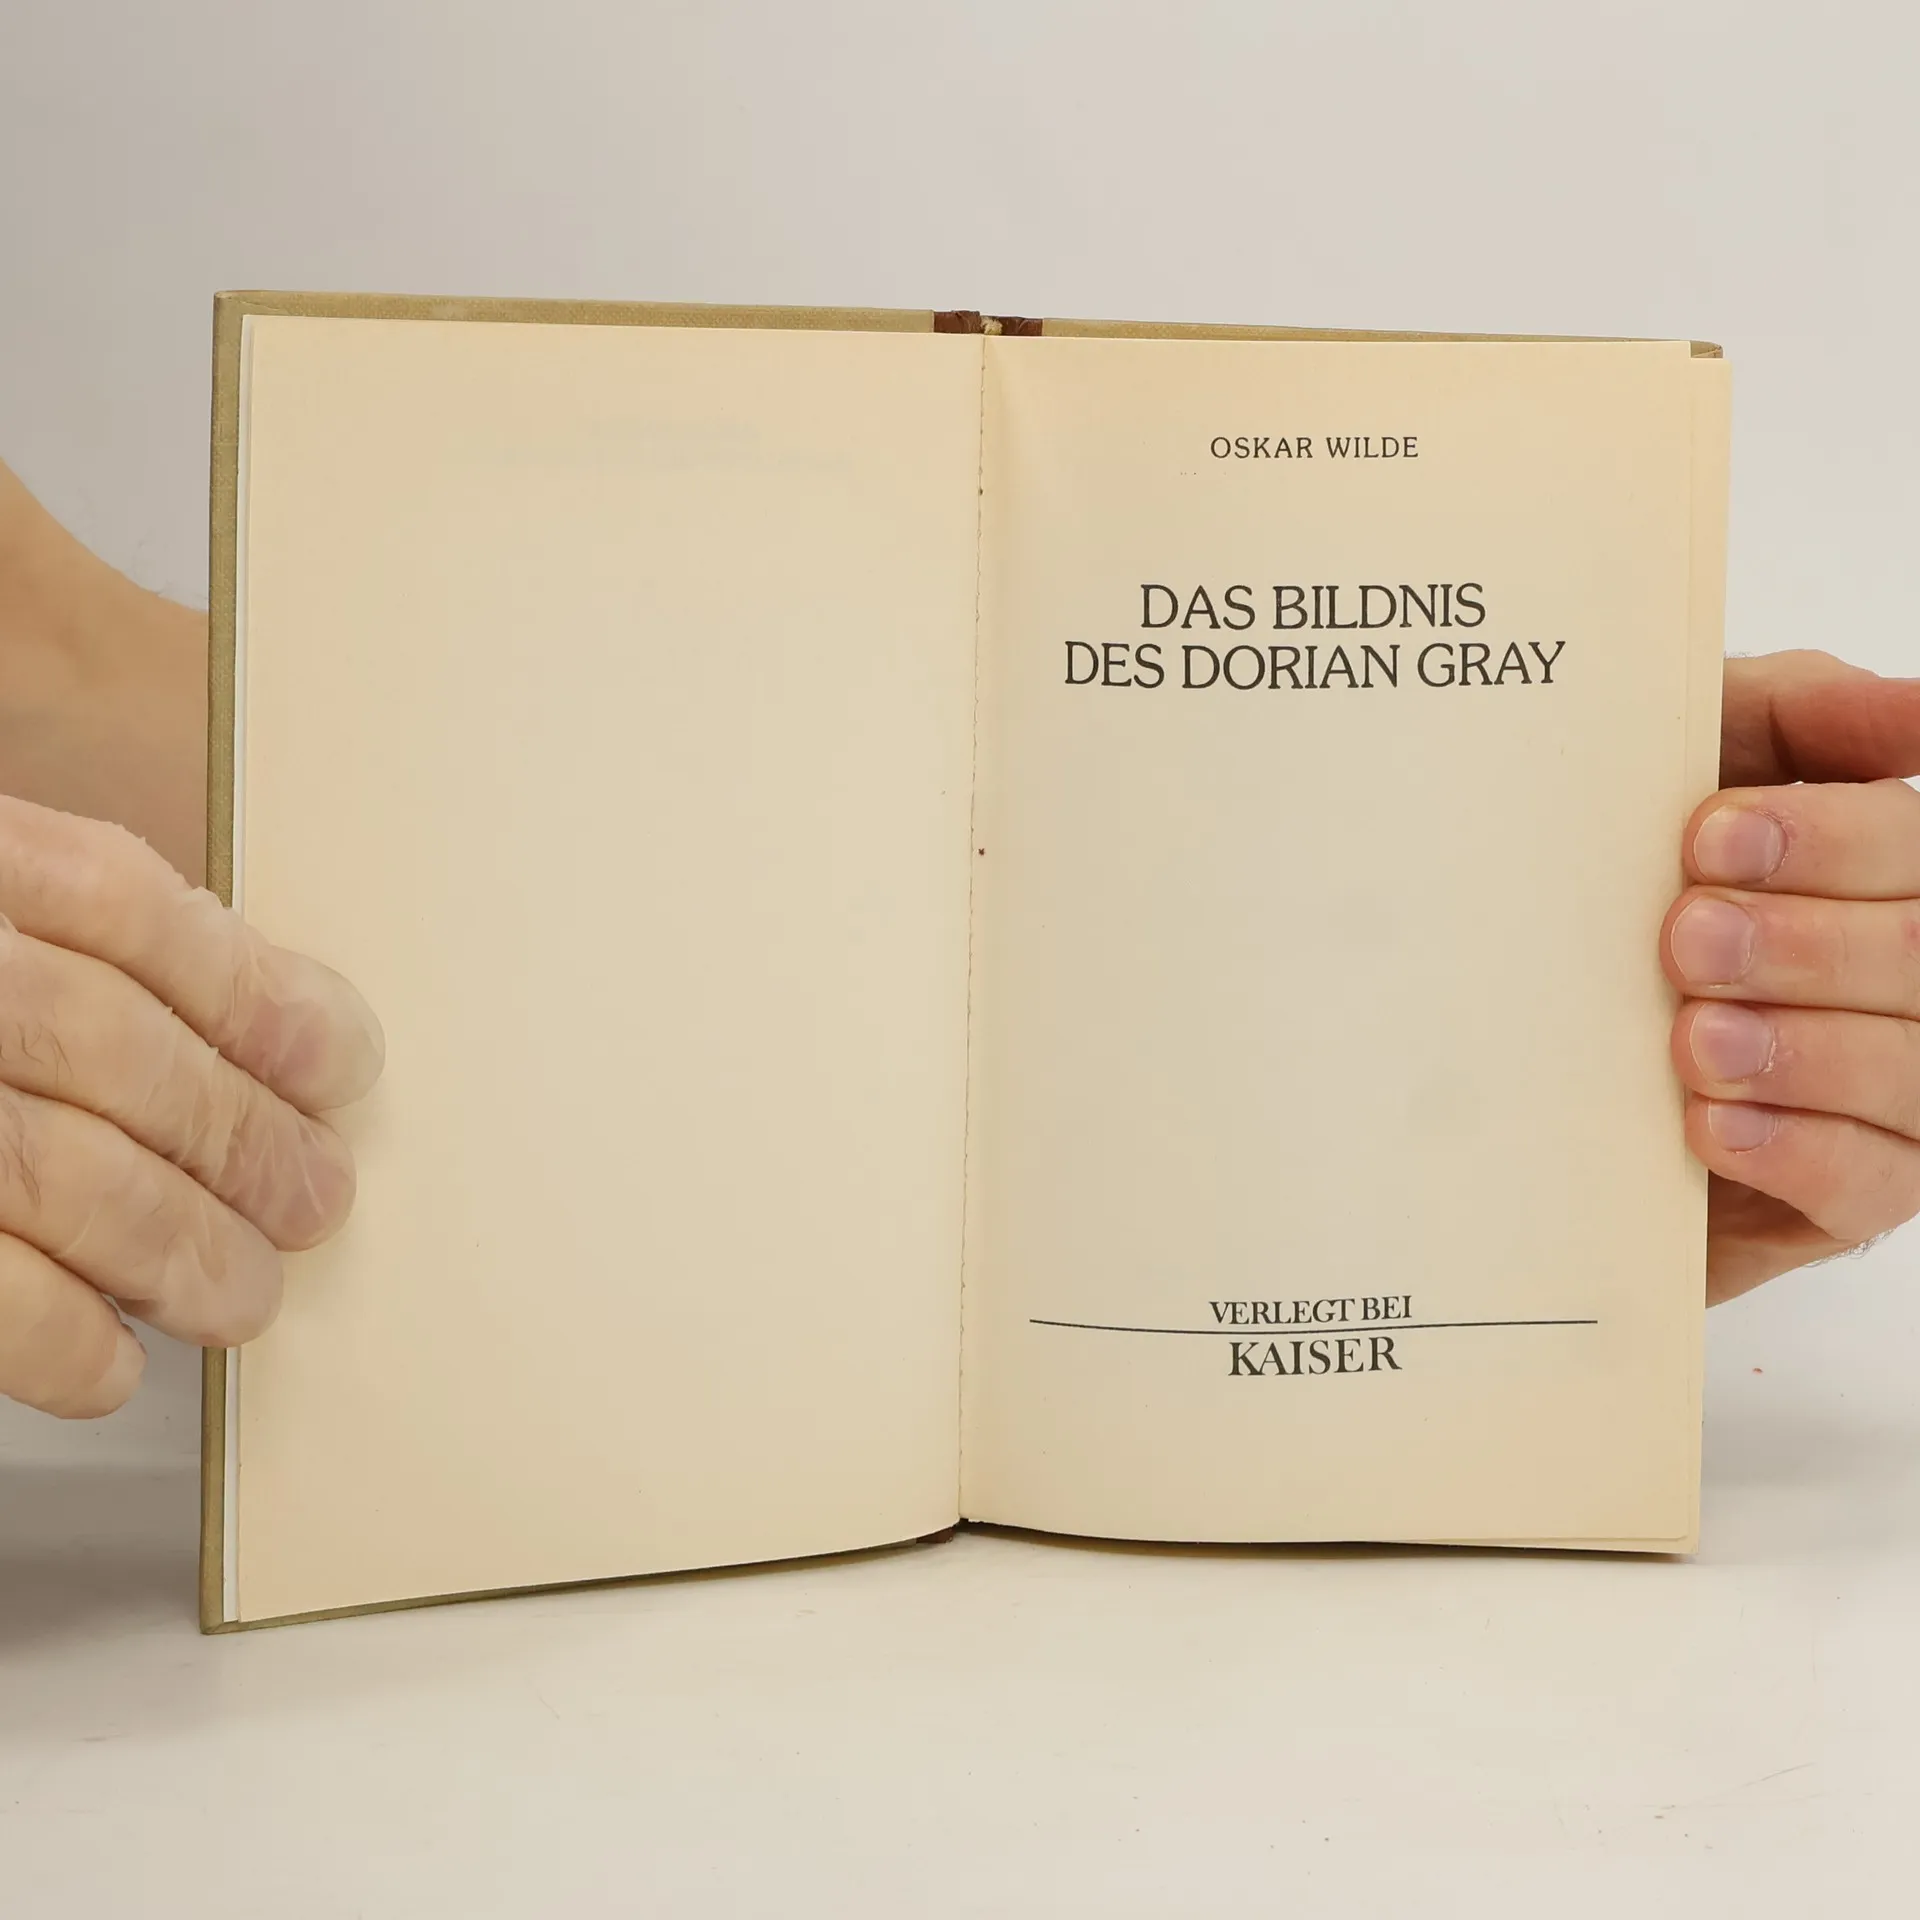 OSKAR WILDE
DAS BILDNIS
DES DORIAN GRAY
VERLEGT BEI
KAISER